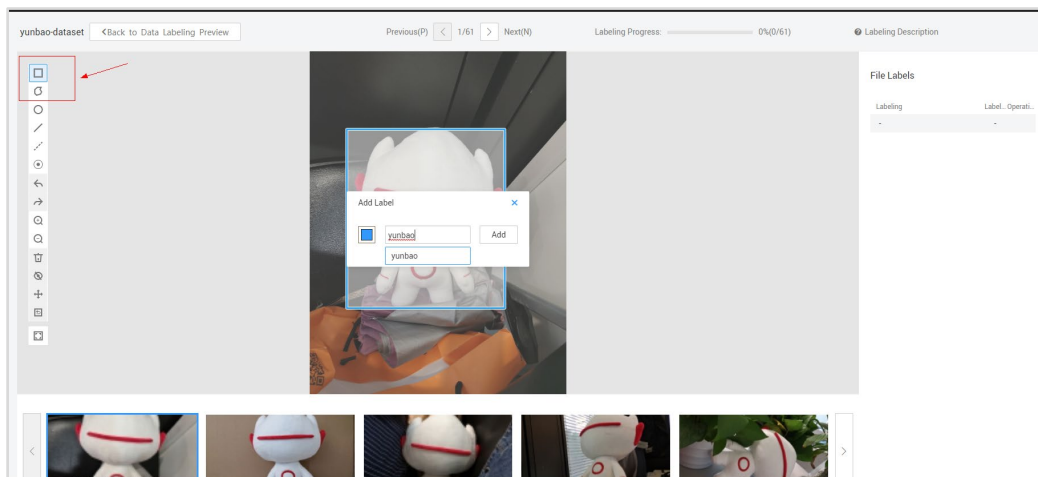 yunbao-dataset
Back to Data Labeling Preview
Previous(P)
1/61
Next(N)
Labeling Progress:
0%(0/61)
Labeling Description
File Labels
Labeling
Label..
Operati..
-
-
Add Label
yunbao
Add
yunbao